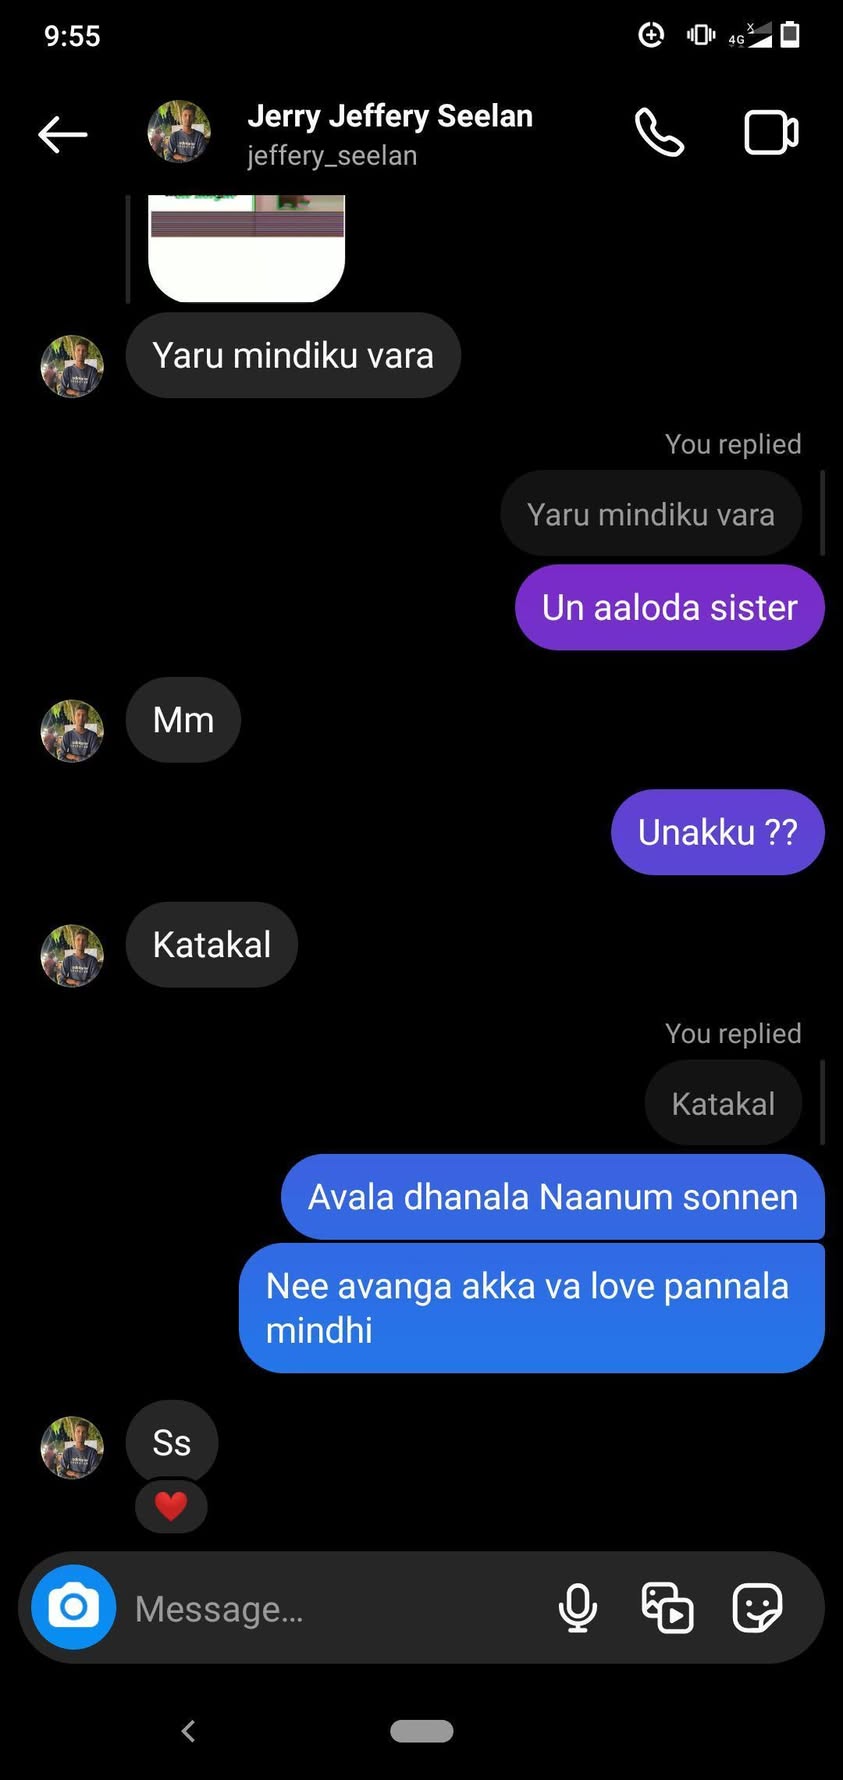 9:55
4G
Jerry Jeffery Seelan
jeffery_seelan
Yaru mindiku vara
You replied
Yaru mindiku vara
Un aaloda sister
Mm
Unakku ??
Katakal
You replied
Katakal
Avala dhanala Naanum sonnen
Nee avanga akka va love pannala
mindhi
Ss
Message...